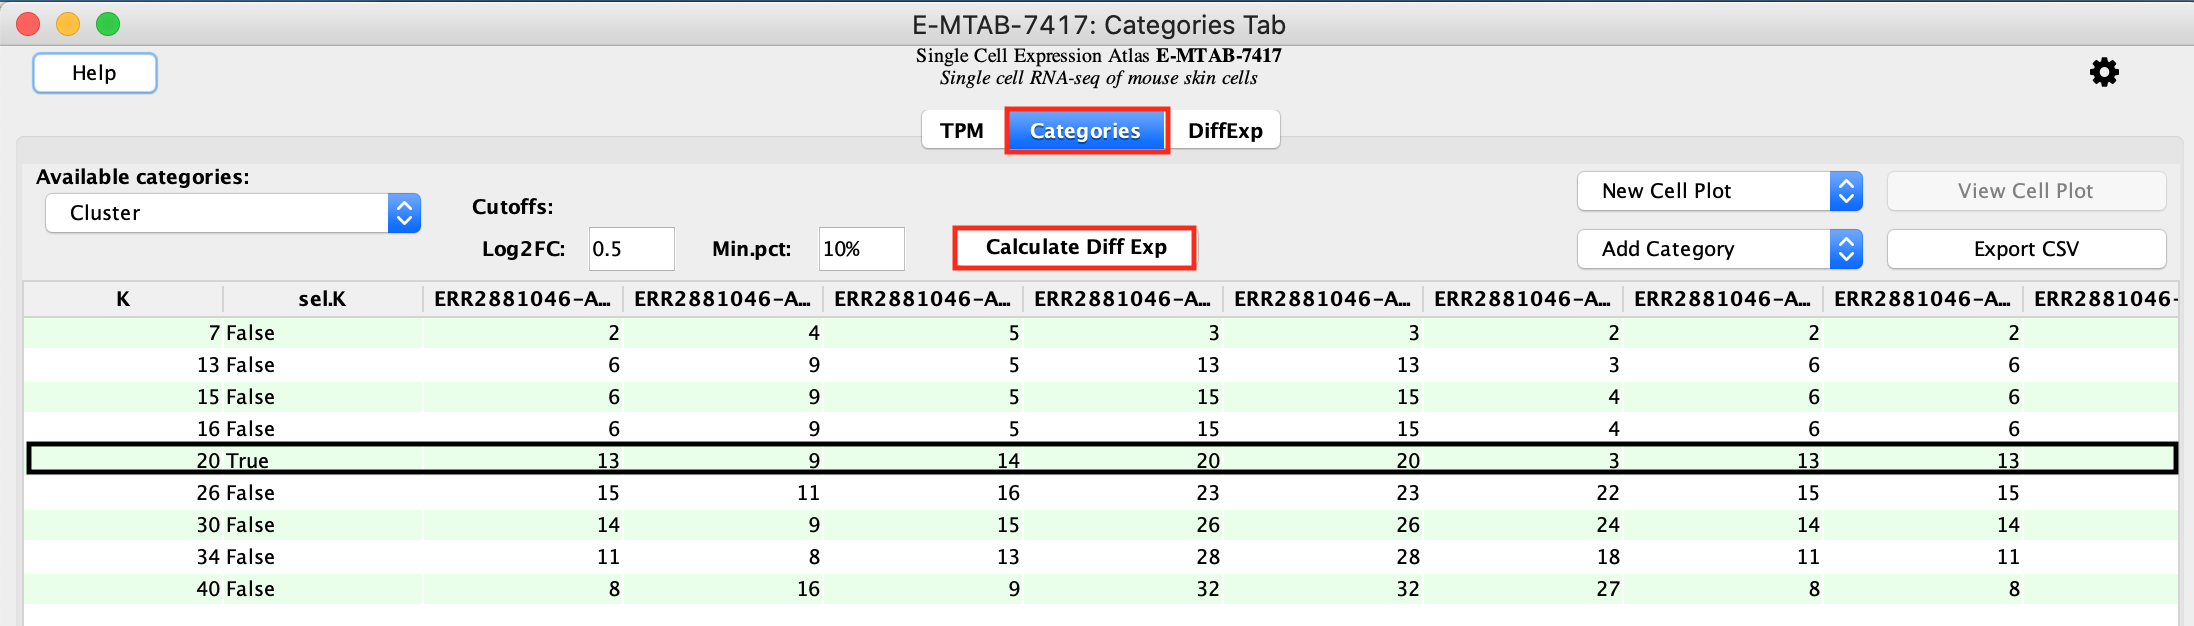 E-MTAB-7417: Categories Tab
Help
Single Cell Expression Atlas E-MTAB-7417
Single cell RNA-seq of mouse skin cells
TPM Categories DiffExp
Available categories:
Cluster
Cutoffs:
Log2FC: 0.5 Min.pct: 10% Calculate Diff Exp
New Cell Plot View Cell Plot
Add Category Export CSV
K sel.K ERR2881046-A... ERR2881046-A... ERR2881046-A... ERR2881046-A... ERR2881046-A... ERR2881046-A... ERR2881046-A... ERR2881046-A... ERR2881046-
7 False 2 4 5 3 3 2 2 2
13 False 6 9 5 13 13 3 6 6
15 False 6 9 5 15 15 4 6 6
16 False 6 9 5 15 15 4 6 6
20 True 13 9 14 20 20 3 13 13
26 False 15 11 16 23 23 22 15 15
30 False 14 9 15 26 26 24 14 14
34 False 11 8 13 28 28 18 11 11
40 False 8 16 9 32 32 27 8 8